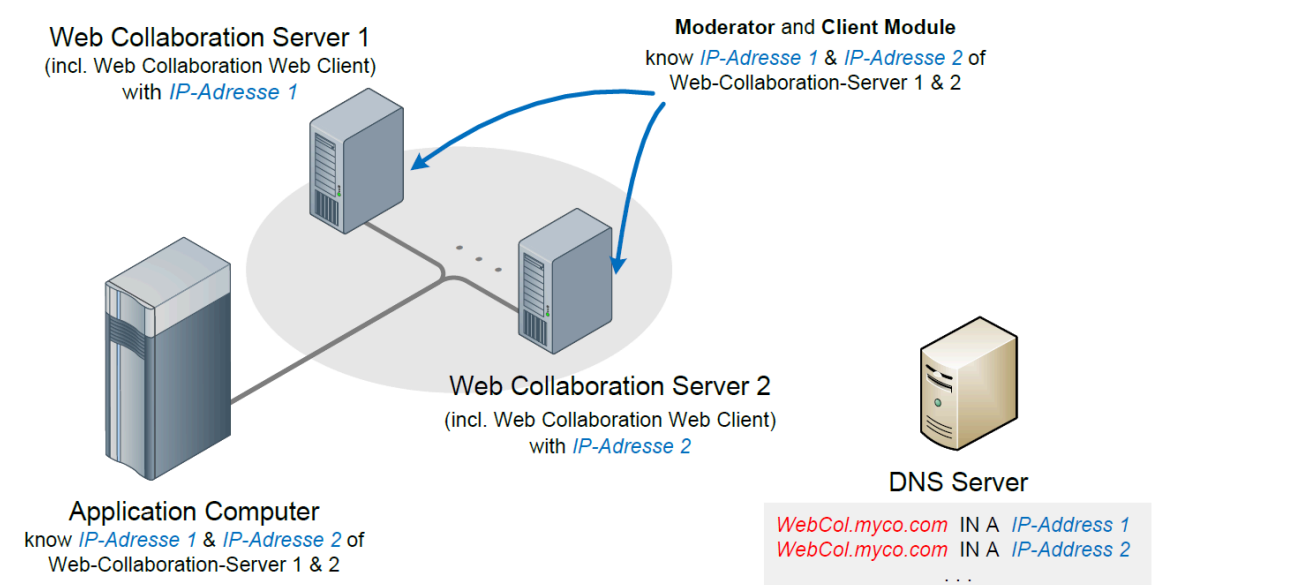 Web Collaboration Server 1
(incl. Web Collaboration Web Client)
with IP-Adresse 1
Moderator and Client Module
know IP-Adresse 1 & IP-Adresse 2 of
Web-Collaboration-Server 1 & 2
Web Collaboration Server 2
(incl. Web Collaboration Web Client)
with IP-Adresse 2
Application Computer
know IP-Adresse 1 & IP-Adresse 2 of
Web-Collaboration-Server 1 & 2
DNS Server
WebCol.myco.com IN A IP-Address 1
WebCol.myco.com IN A IP-Address 2
. . .